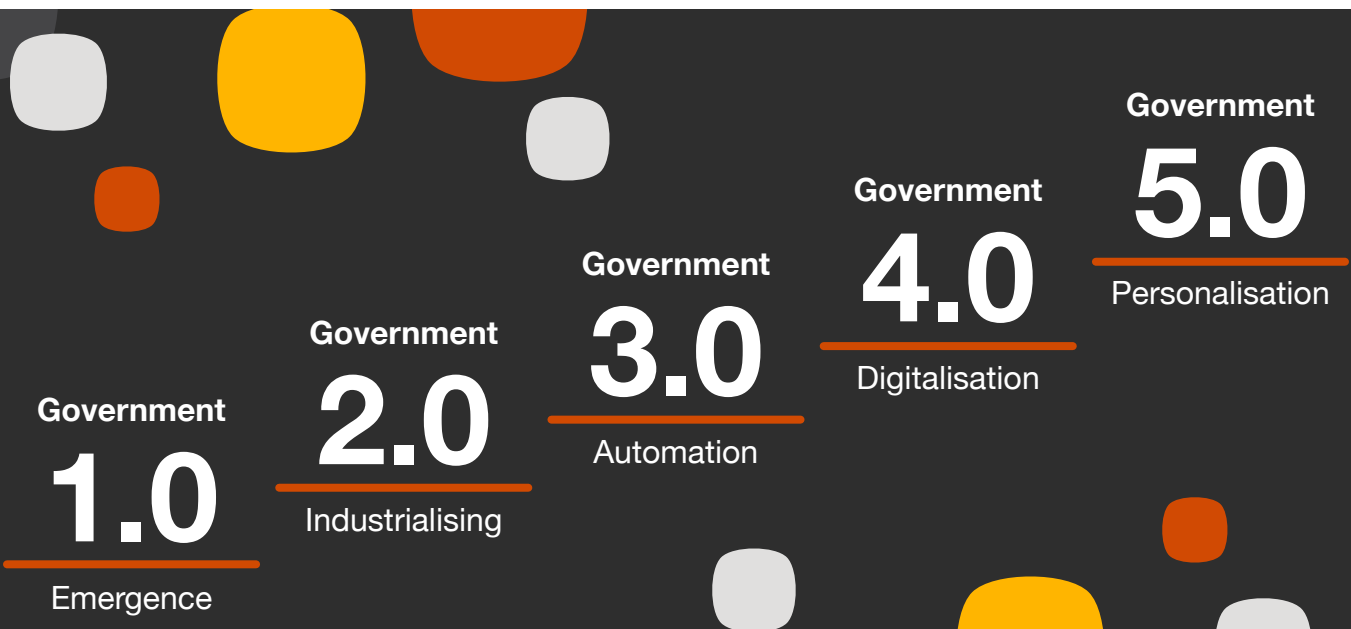 Government
1.0
Emergence
Government
2.0
Industrialising
Government
3.0
Automation
Government
4.0
Digitalisation
Government
5.0
Personalisation